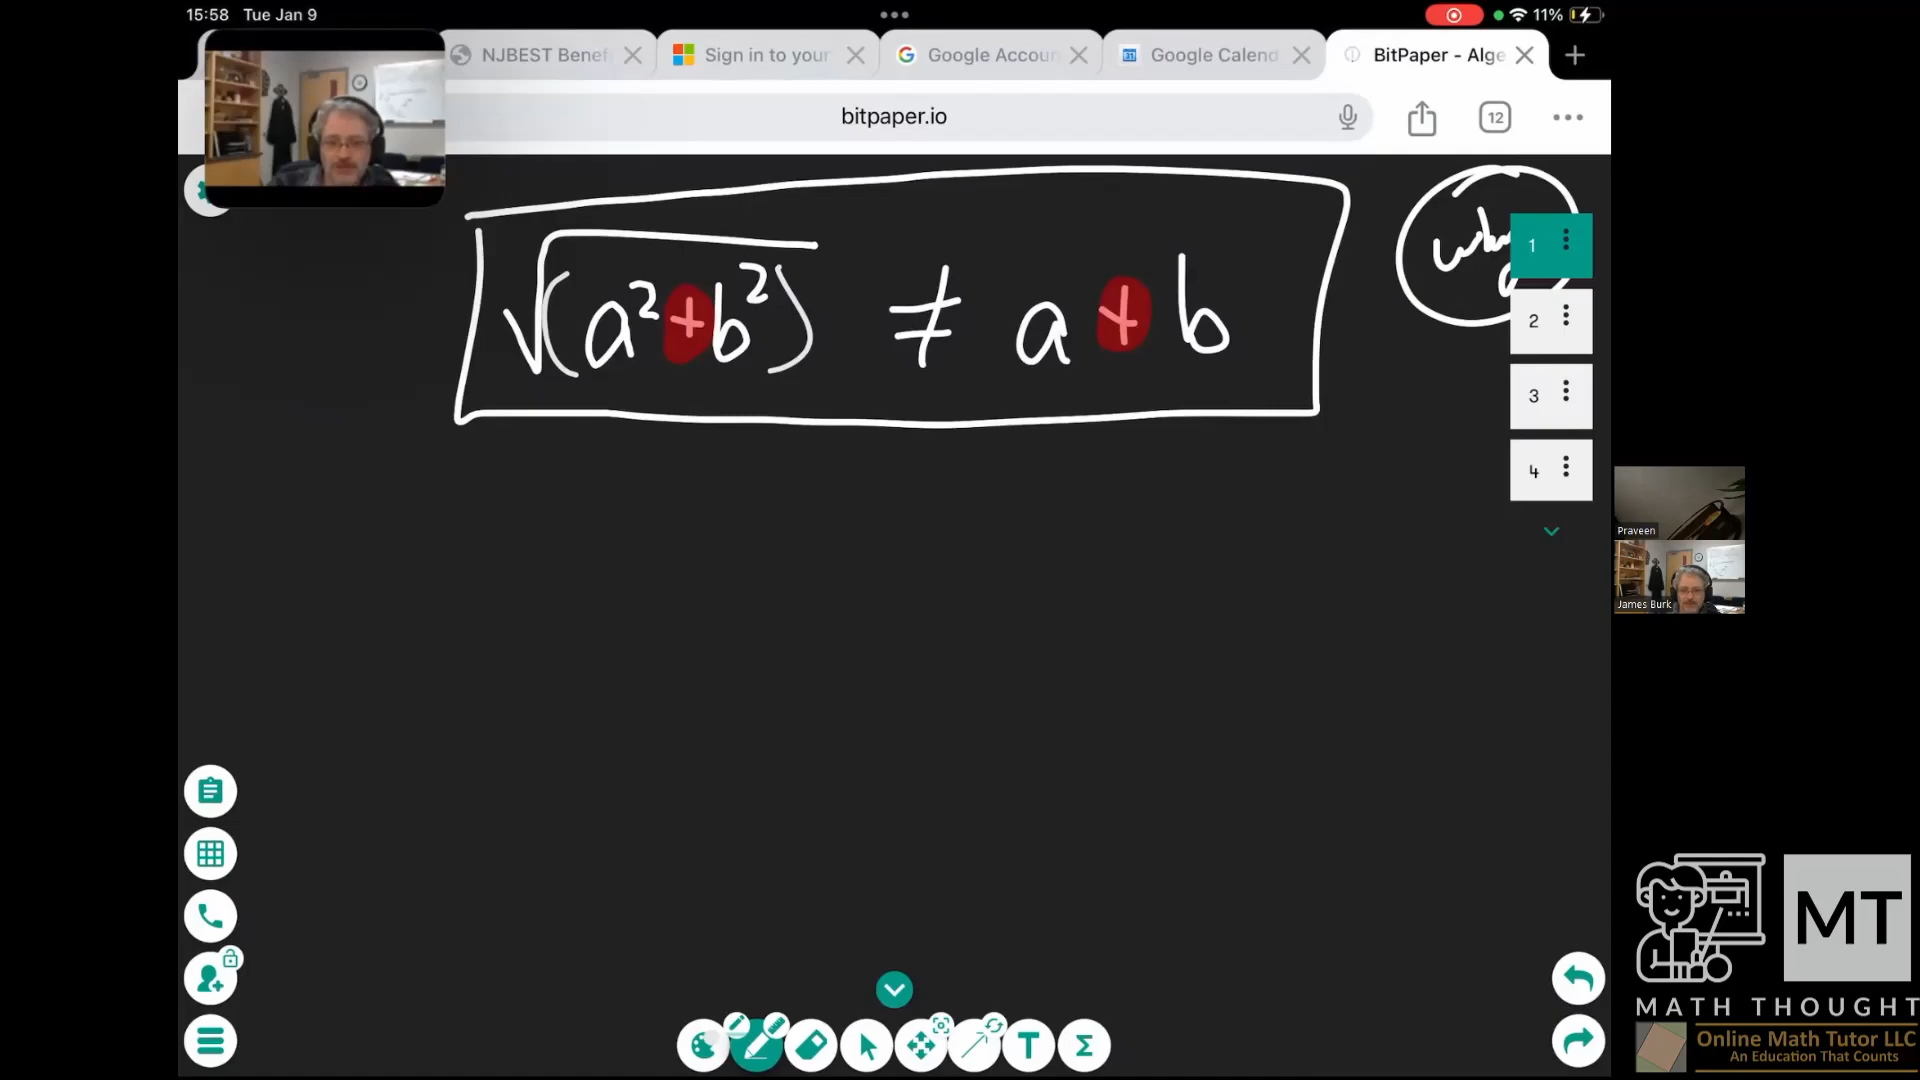 15:58 Tue Jan 9
11%
NJBEST Benef
Sign in to your
Google Accoun
Google Calend
BitPaper - Alge
bitpaper.io
12
√(a²+b²) ≠ a + b
1
2
3
4
Praveen
James Burk
T
Σ
MT
MATH THOUGHT
Online Math Tutor LLC
An Education That Counts